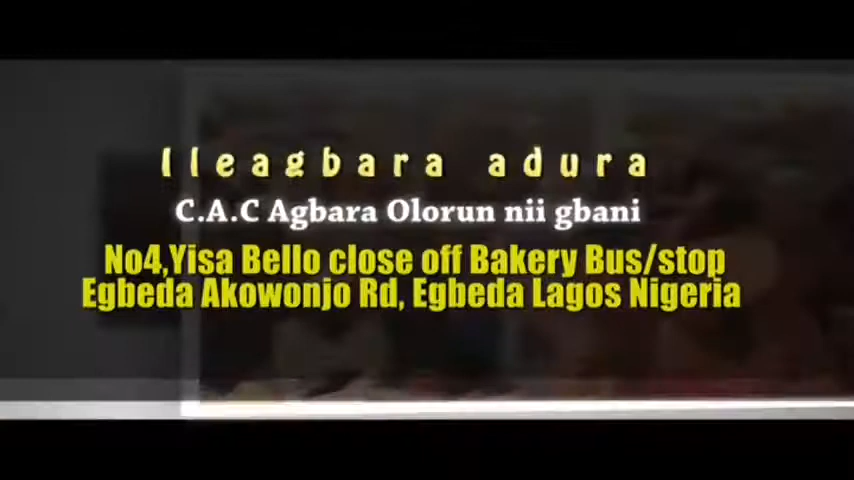 Ileagbara adura
C.A.C Agbara Olorun nii gbani
No4,Yisa Bello close off Bakery Bus/stop
Egbeda Akowonjo Rd, Egbeda Lagos Nigeria